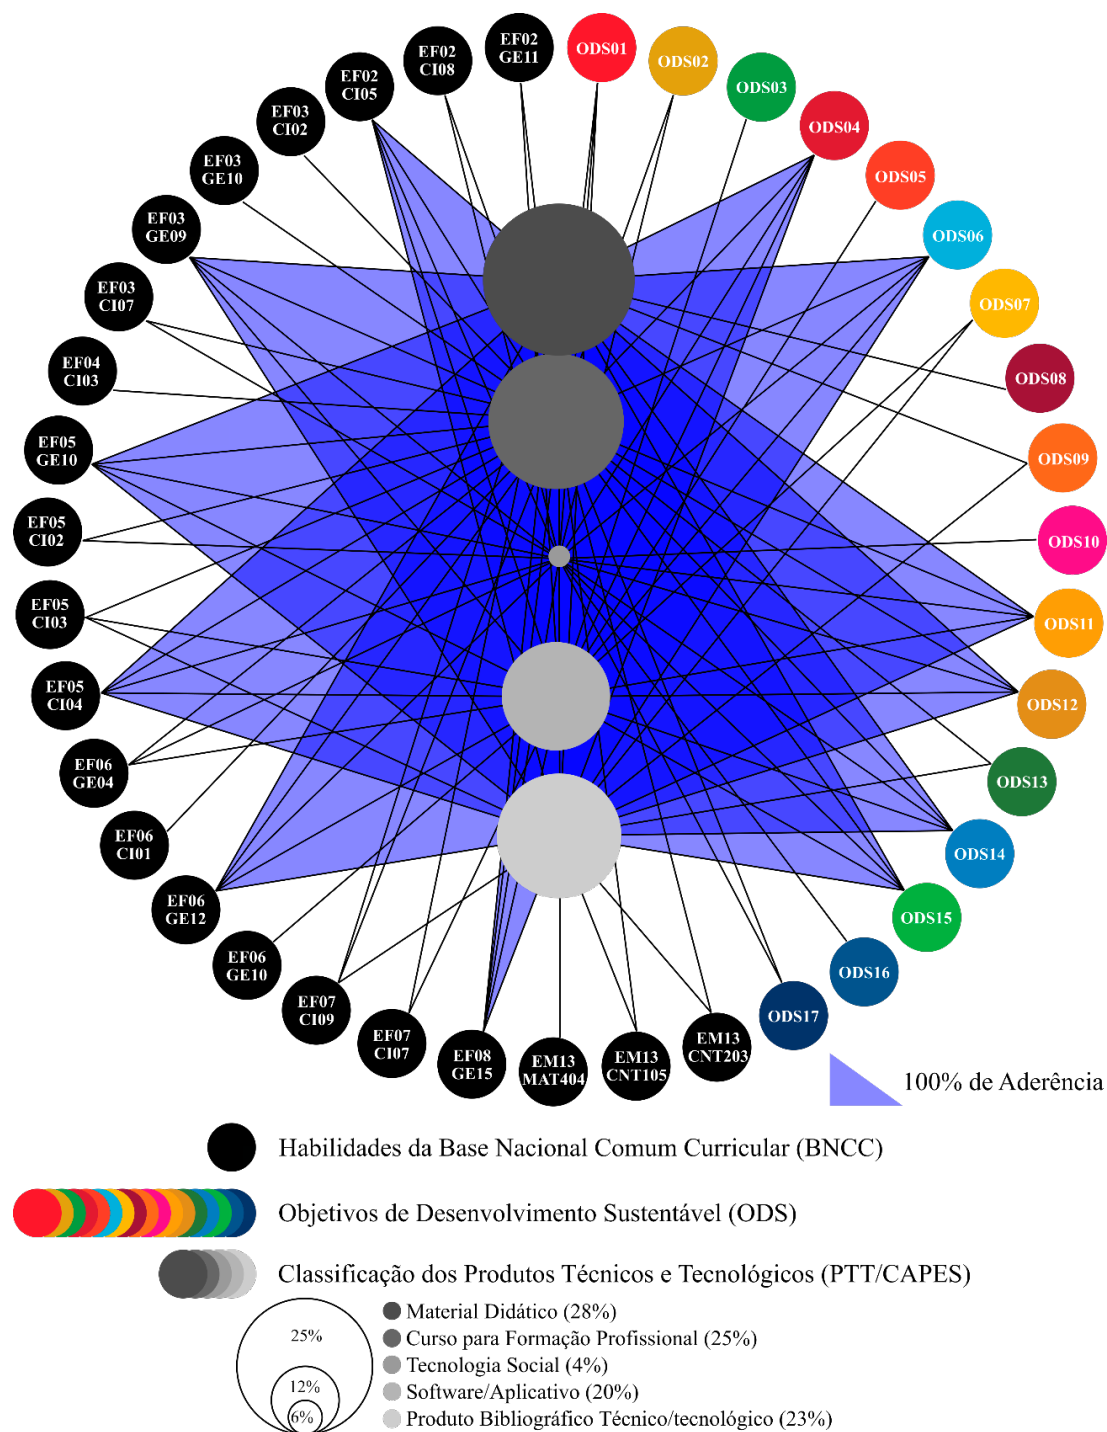 EF02
GE11
ODS01
ODS02
ODS03
ODS04
ODS05
ODS06
ODS07
ODS08
ODS09
ODS10
ODS11
ODS12
ODS13
ODS14
ODS15
ODS16
ODS17
EM13
CNT203
EM13
CNT105
EM13
MAT404
EF08
GE15
EF07
CI07
EF07
CI09
EF06
GE10
EF06
GE12
EF06
CI01
EF06
GE04
EF05
CI04
EF05
CI03
EF05
CI02
EF05
GE10
EF04
CI03
EF03
CI07
EF03
GE09
EF03
GE10
EF03
CI02
EF02
CI05
EF02
CI08
100% de Aderência
Habilidades da Base Nacional Comum Curricular (BNCC)
Objetivos de Desenvolvimento Sustentável (ODS)
Classificação dos Produtos Técnicos e Tecnológicos (PTT/CAPES)
25%
12%
6%
Material Didático (28%)
Curso para Formação Profissional (25%)
Tecnologia Social (4%)
Software/Aplicativo (20%)
Produto Bibliográfico Técnico/tecnológico (23%)